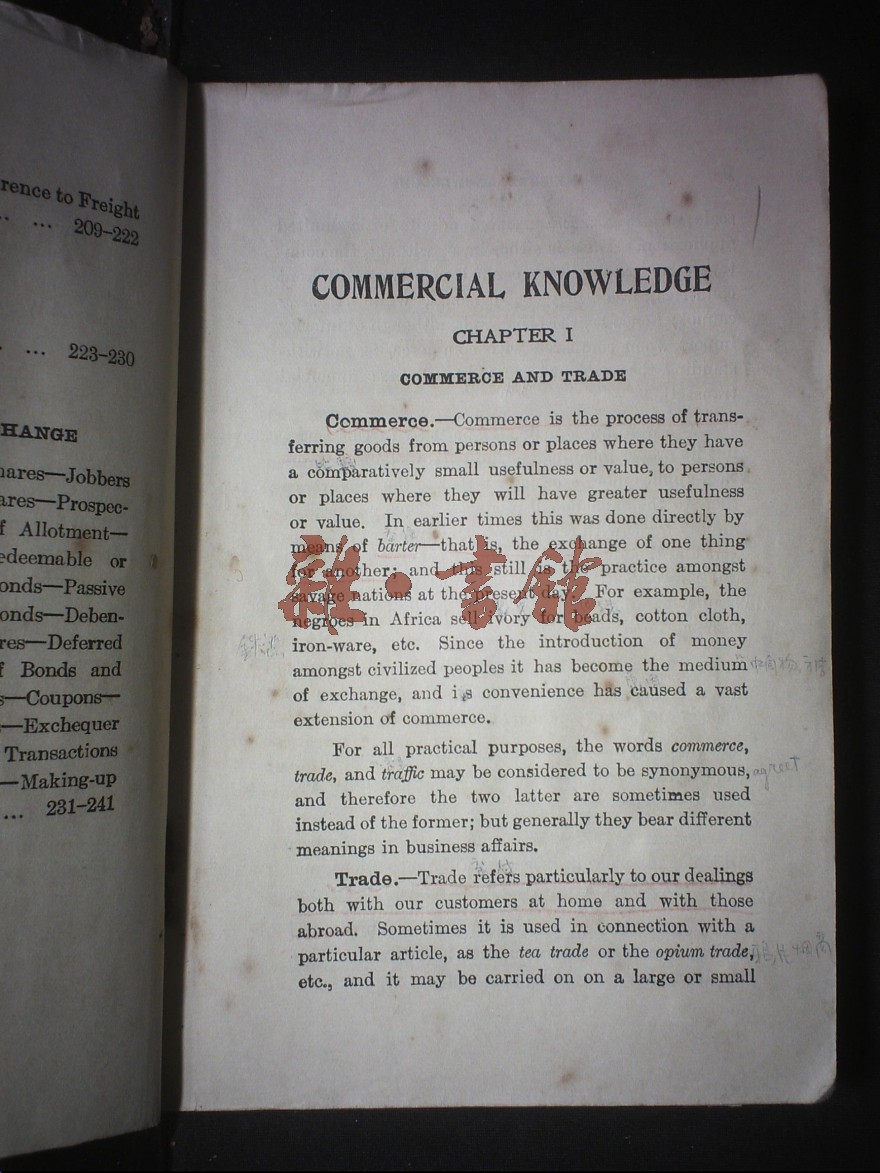 rence to Freight
.. ... 209–222
. ... 223–230
HANGE
ares—Jobbers
ares—Prospec-
f Allotment—
edeemable or
onds—Passive
onds—Deben-
res—Deferred
f Bonds and
s—Coupons—
—Exchequer
Transactions
—Making-up
... 231–241
COMMERCIAL KNOWLEDGE
CHAPTER I
COMMERCE AND TRADE
Commerce.—Commerce is the process of trans-
ferring goods from persons or places where they have
a comparatively small usefulness or value, to persons
or places where they will have greater usefulness
or value. In earlier times this was done directly by
means of barter—that is, the exchange of one thing
for another; and this still is the practice amongst
savage nations at the present day. For example, the
negroes in Africa sell ivory for beads, cotton cloth,
iron-ware, etc. Since the introduction of money
amongst civilized peoples it has become the medium
of exchange, and i s convenience has caused a vast
extension of commerce.
For all practical purposes, the words commerce,
trade, and traffic may be considered to be synonymous, agreet
and therefore the two latter are sometimes used
instead of the former; but generally they bear different
meanings in business affairs.
Trade.—Trade refers particularly to our dealings
both with our customers at home and with those
abroad. Sometimes it is used in connection with a
particular article, as the tea trade or the opium trade,
etc., and it may be carried on on a large or small
雜·書館